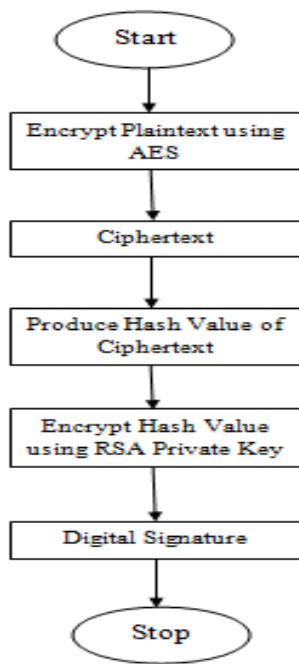 Start
Encrypt Plaintext using
AES
Ciphertext
Produce Hash Value of
Ciphertext
Encrypt Hash Value
using RSA Private Key
Digital Signature
Stop